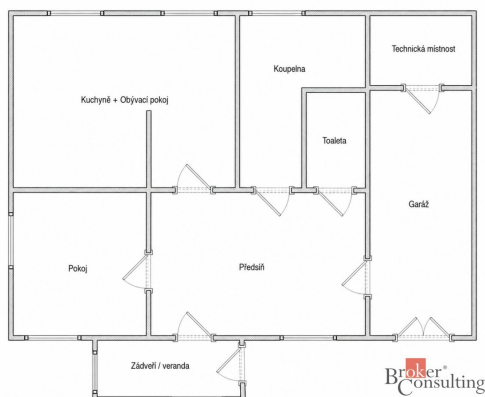 Technická místnost
Koupelna
Kuchyně + Obývací pokoj
Toaleta
Garáž
Pokoj
Předsíň
Zádveří / veranda
Broker®
Consulting